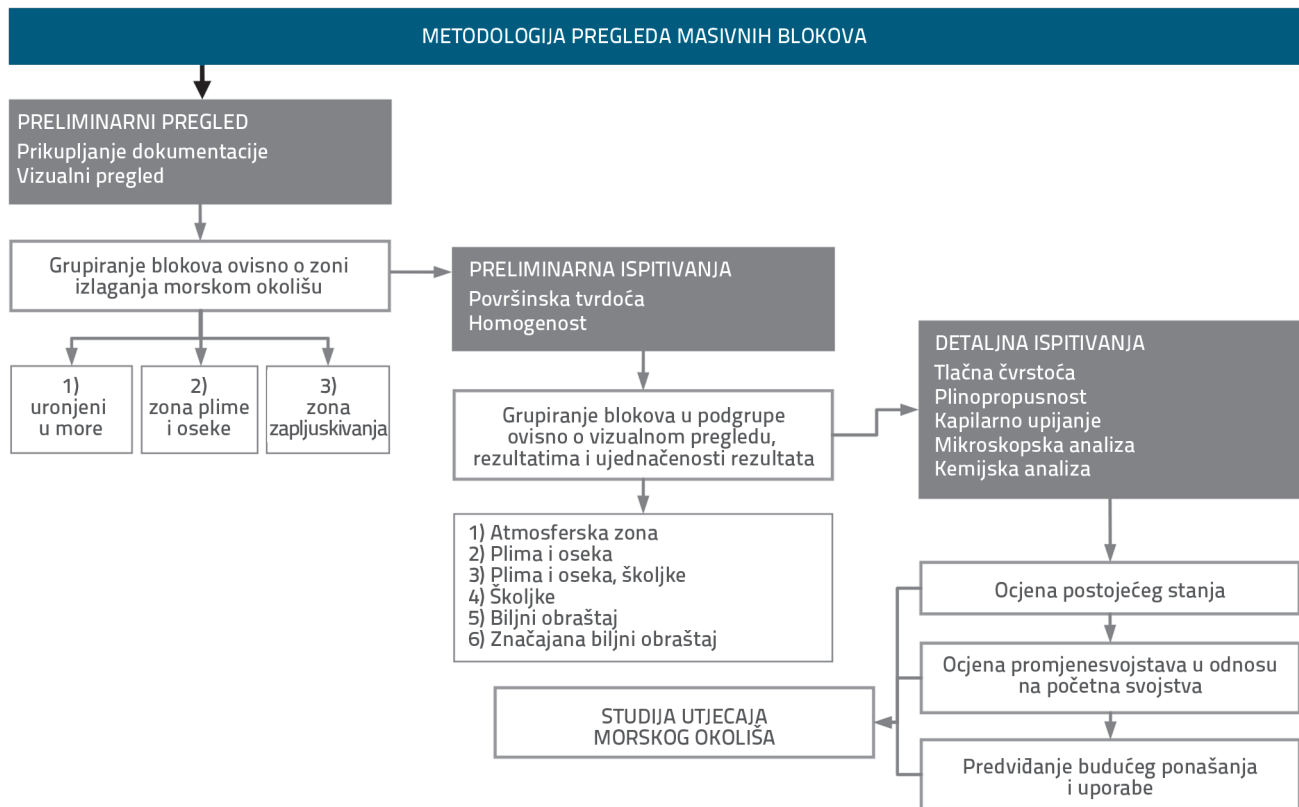 METODOLOGIJA PREGLEDA MASIVNIH BLOKOVA
PRELIMINARNI PREGLED
Prikupljanje dokumentacije
Vizualni pregled
Grupiranje blokova ovisno o zoni
izlaganja morskom okolišu
1)
uronjeni
u more
2)
zona plime
i oseke
3)
zona
zapljuskivanja
PRELIMINARNA ISPITIVANJA
Površinska tvrdoća
Homogenost
Grupiranje blokova u podgrupe
ovisno o vizualnom pregledu,
rezultatima i ujednačenosti rezultata
1) Atmosferska zona
2) Plima i oseka
3) Plima i oseka, školjke
4) Školjke
5) Biljni obraštaj
6) Značajana biljni obraštaj
DETALJNA ISPITIVANJA
Tlačna čvrstoća
Plinopropusnost
Kapilarno upijanje
Mikroskopska analiza
Kemijska analiza
Ocjena postojećeg stanja
Ocjena promjenesvojstava u odnosu
na početna svojstva
Predviđanje budućeg ponašanja
i uporabe
STUDIJA UTJECAJA
MORSKOG OKOLIŠA